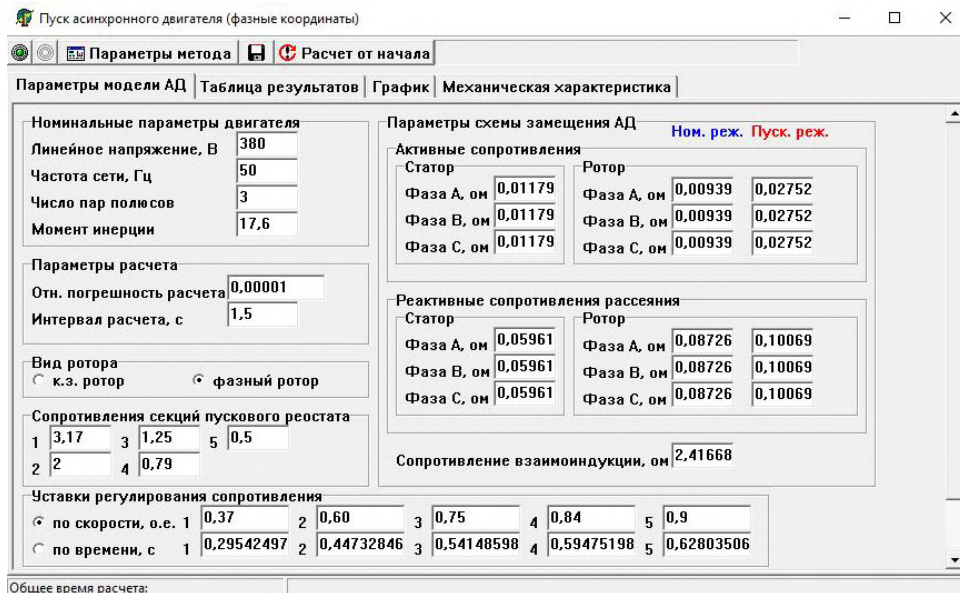 Пуск асинхронного двигателя (фазные координаты)
Параметры метода Расчет от начала
Параметры модели АД Таблица результатов График Механическая характеристика
Номинальные параметры двигателя
Линейное напряжение, В 380
Частота сети, Гц 50
Число пар полюсов 3
Момент инерции 17,6
Параметры расчета
Отн. погрешность расчета 0,00001
Интервал расчета, с 1,5
Вид ротора
к.з. ротор фазный ротор
Сопротивления секций пускового реостата
1 3,17 3 1,25 5 0,5
2 2 4 0,79
Параметры схемы замещения АД Ном. реж. Пуск. реж.
Активные сопротивления
Статор
Фаза А, ом 0,01179
Фаза В, ом 0,01179
Фаза С, ом 0,01179
Ротор
Фаза А, ом 0,00939 0,02752
Фаза В, ом 0,00939 0,02752
Фаза С, ом 0,00939 0,02752
Реактивные сопротивления рассеяния
Статор
Фаза А, ом 0,05961
Фаза В, ом 0,05961
Фаза С, ом 0,05961
Ротор
Фаза А, ом 0,08726 0,10069
Фаза В, ом 0,08726 0,10069
Фаза С, ом 0,08726 0,10069
Сопротивление взаимоиндукции, ом 2,41668
Уставки регулирования сопротивления
по скорости, о.е. 1 0,37 2 0,60 3 0,75 4 0,84 5 0,9
по времени, с 1 0,29542497 2 0,44732846 3 0,54148598 4 0,59475198 5 0,62803506
Общее время расчета: